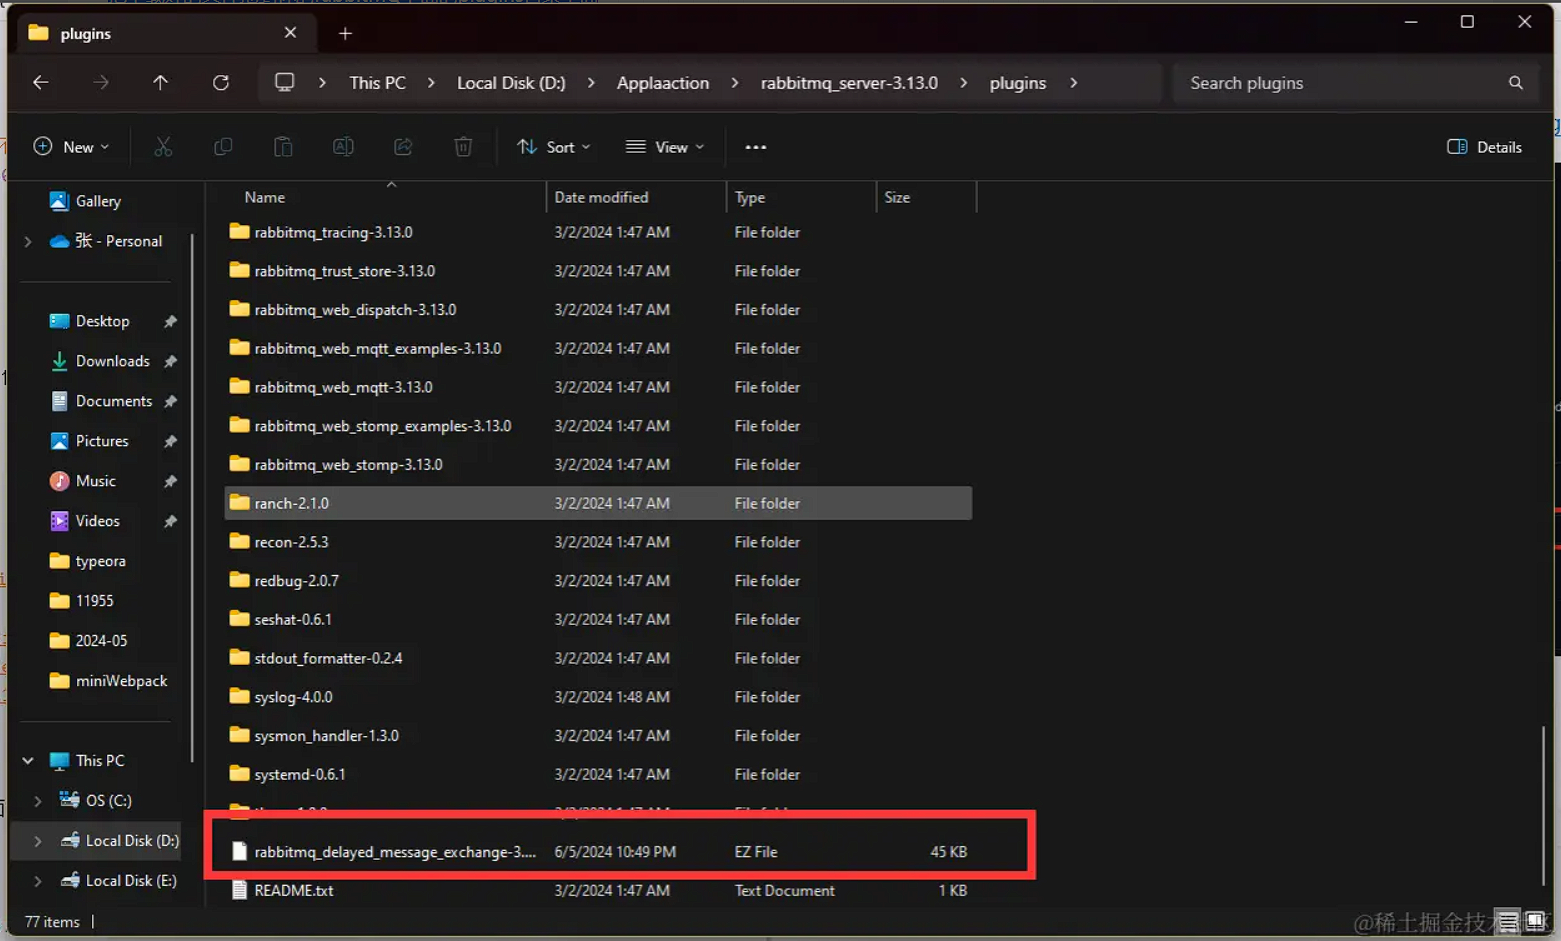 plugins
This PC Local Disk (D:) Applaaction rabbitmq_server-3.13.0 plugins Search plugins
New Sort View Details
Name Date modified Type Size
Gallery
张 - Personal
Desktop
Downloads
Documents
Pictures
Music
Videos
typeora
11955
2024-05
miniWebpack
This PC
OS (C:)
Local Disk (D:)
Local Disk (E:)
rabbitmq_tracing-3.13.0 3/2/2024 1:47 AM File folder
rabbitmq_trust_store-3.13.0 3/2/2024 1:47 AM File folder
rabbitmq_web_dispatch-3.13.0 3/2/2024 1:47 AM File folder
rabbitmq_web_mqtt_examples-3.13.0 3/2/2024 1:47 AM File folder
rabbitmq_web_mqtt-3.13.0 3/2/2024 1:47 AM File folder
rabbitmq_web_stomp_examples-3.13.0 3/2/2024 1:47 AM File folder
rabbitmq_web_stomp-3.13.0 3/2/2024 1:47 AM File folder
ranch-2.1.0 3/2/2024 1:47 AM File folder
recon-2.5.3 3/2/2024 1:47 AM File folder
redbug-2.0.7 3/2/2024 1:47 AM File folder
seshat-0.6.1 3/2/2024 1:47 AM File folder
stdout_formatter-0.2.4 3/2/2024 1:47 AM File folder
syslog-4.0.0 3/2/2024 1:48 AM File folder
sysmon_handler-1.3.0 3/2/2024 1:47 AM File folder
systemd-0.6.1 3/2/2024 1:47 AM File folder
rabbitmq_delayed_message_exchange-3.... 6/5/2024 10:49 PM EZ File 45 KB
README.txt 3/2/2024 1:47 AM Text Document 1 KB
77 items
@稀土掘金技术